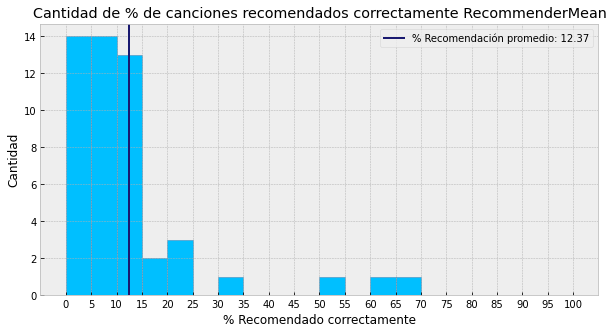 Cantidad de % de canciones recomendados correctamente RecommenderMean
% Recomendación promedio: 12.37
Cantidad
14
12
10
8
6
4
2
0
0 5 10 15 20 25 30 35 40 45 50 55 60 65 70 75 80 85 90 95 100
% Recomendado correctamente